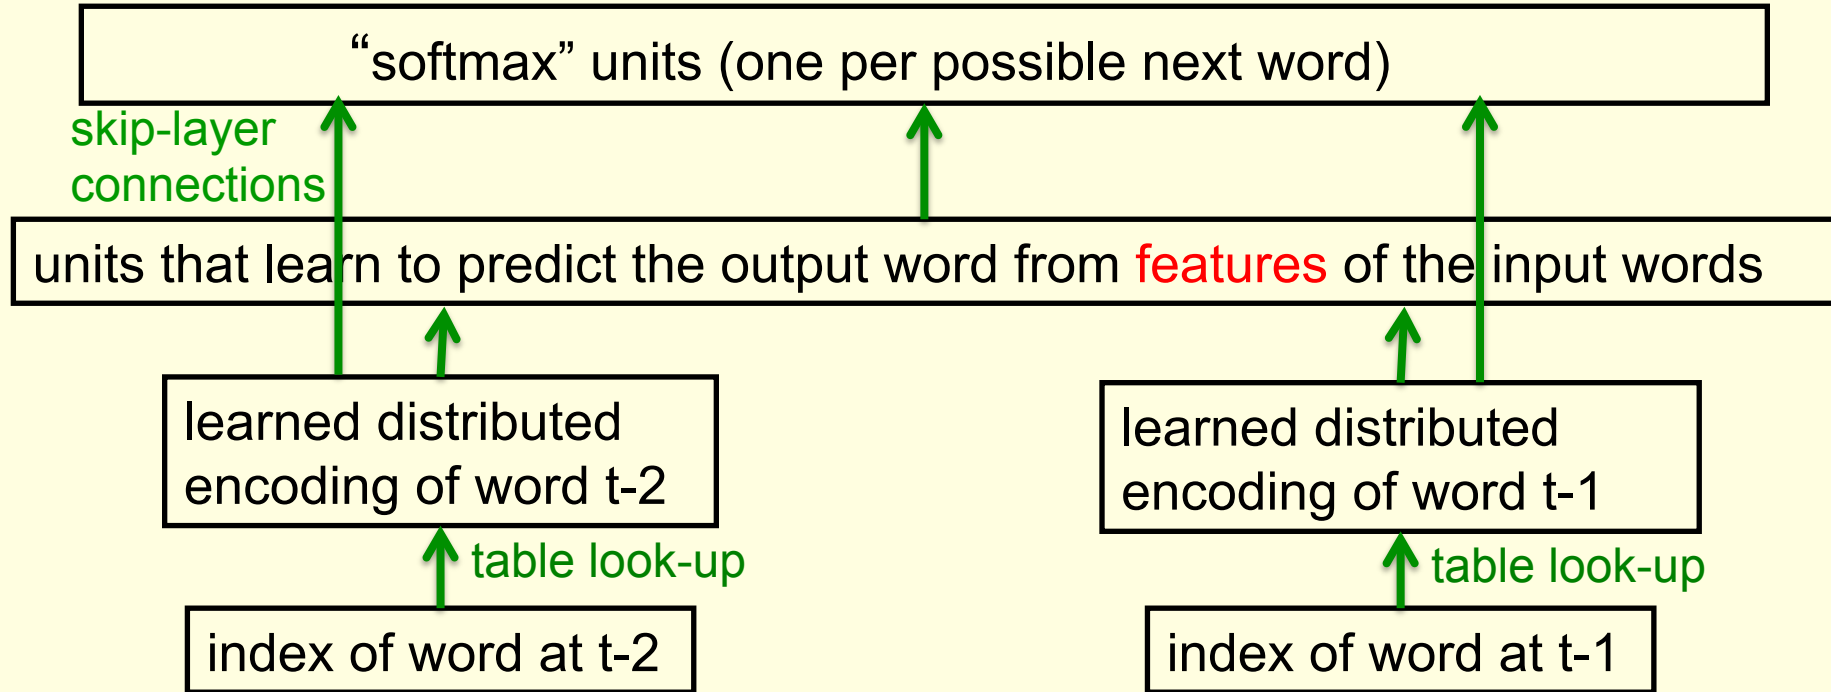 “softmax” units (one per possible next word)
skip-layer
connections
units that learn to predict the output word from features of the input words
learned distributed
encoding of word t-2
learned distributed
encoding of word t-1
table look-up
table look-up
index of word at t-2
index of word at t-1